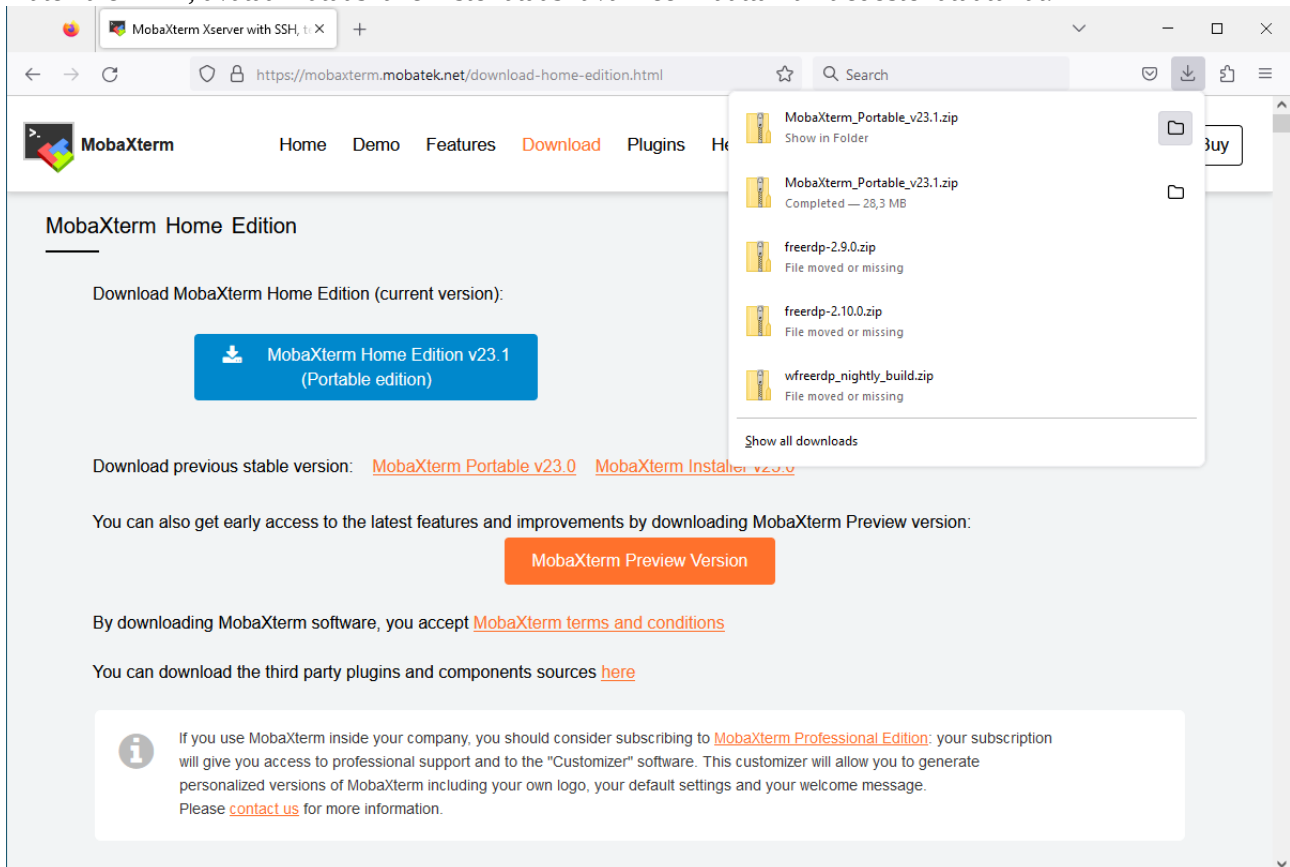 MobaXterm Xserver with SSH, t
https://mobaxterm.mobatek.net/download-home-edition.html
Search
MobaXterm
Home
Demo
Features
Download
Plugins
He
Buy
MobaXterm_Portable_v23.1.zip
Show in Folder
MobaXterm_Portable_v23.1.zip
Completed — 28,3 MB
freerdp-2.9.0.zip
File moved or missing
freerdp-2.10.0.zip
File moved or missing
wfreerdp_nightly_build.zip
File moved or missing
Show all downloads
MobaXterm Home Edition
Download MobaXterm Home Edition (current version):
MobaXterm Home Edition v23.1
(Portable edition)
Download previous stable version: MobaXterm Portable v23.0 MobaXterm Installer v23.0
You can also get early access to the latest features and improvements by downloading MobaXterm Preview version:
MobaXterm Preview Version
By downloading MobaXterm software, you accept MobaXterm terms and conditions
You can download the third party plugins and components sources here
If you use MobaXterm inside your company, you should consider subscribing to MobaXterm Professional Edition: your subscription
will give you access to professional support and to the "Customizer" software. This customizer will allow you to generate
personalized versions of MobaXterm including your own logo, your default settings and your welcome message.
Please contact us for more information.